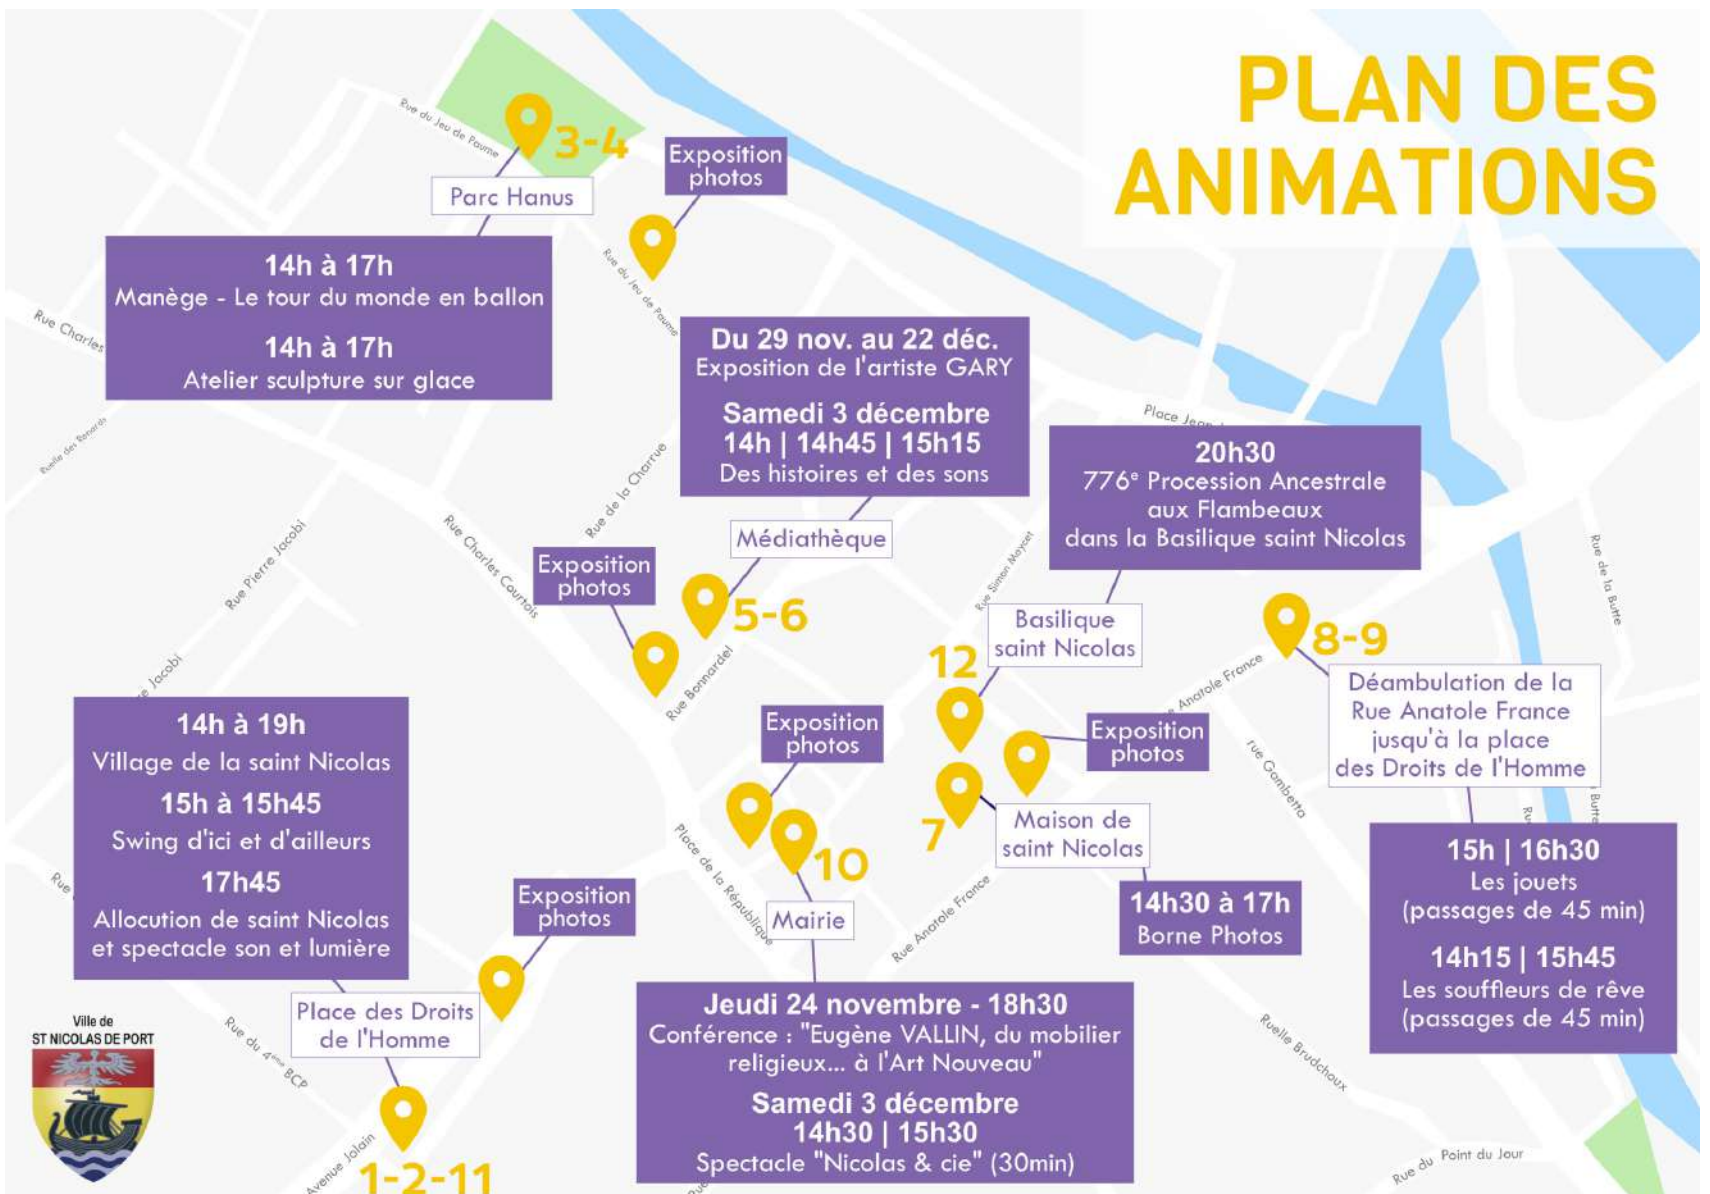 PLAN DES
ANIMATIONS
Rue du Jeu de Paume
3-4
Parc Hanus
Exposition
photos
14h à 17h
Manège - Le tour du monde en ballon
14h à 17h
Atelier sculpture sur glace
Rue du Jeu de Paume
Rue Charles
Ruelle des Renards
Du 29 nov. au 22 déc.
Exposition de l'artiste GARY
Samedi 3 décembre
14h | 14h45 | 15h15
Des histoires et des sons
Médiathèque
5-6
Place Jean
20h30
776e Procession Ancestrale
aux Flambeaux
dans la Basilique saint Nicolas
Basilique
saint Nicolas
12
Rue de la Charrue
Rue Charles Courtois
Rue Pierre Jacobi
Jacobi
Exposition
photos
Rue Bonnardel
Rue Simon Moycet
Rue de la Butte
8-9
Anatole France
Déambulation de la
Rue Anatole France
jusqu'à la place
des Droits de l'Homme
15h | 16h30
Les jouets
(passages de 45 min)
14h15 | 15h45
Les souffleurs de rêve
(passages de 45 min)
rue Gambetta
Butte
Exposition
photos
Exposition
photos
7
Maison de
saint Nicolas
14h30 à 17h
Borne Photos
Rue Anatole France
10
Mairie
Place de la République
Jeudi 24 novembre - 18h30
Conférence : "Eugène VALLIN, du mobilier
religieux... à l'Art Nouveau"
Samedi 3 décembre
14h30 | 15h30
Spectacle "Nicolas & cie" (30min)
14h à 19h
Village de la saint Nicolas
15h à 15h45
Swing d'ici et d'ailleurs
17h45
Allocution de saint Nicolas
et spectacle son et lumière
Rue
Place des Droits
de l'Homme
Exposition
photos
1-2-11
Rue du 4ème BCP
Avenue Jolain
Ruelle Brudchoux
Rue du Point du Jour
Ville de
ST NICOLAS DE PORT